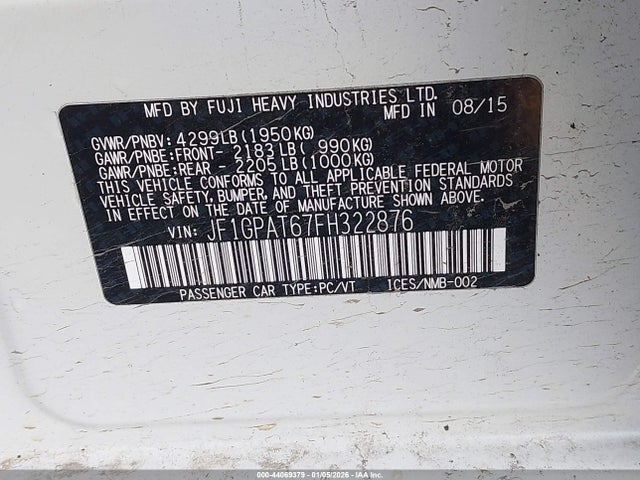 MFD BY FUJI HEAVY INDUSTRIES LTD.
MFD IN 08/15
GVWR/PNBV: 4299LB(1950KG)
GAWR/PNBE:FRONT- 2183LB( 990KG)
GAWR/PNBE:REAR - 2205LB(1000KG)
THIS VEHICLE CONFORMS TO ALL APPLICABLE FEDERAL MOTOR
VEHICLE SAFETY, BUMPER, AND THEFT PREVENTION STANDARDS
IN EFFECT ON THE DATE OF MANUFACTURE SHOWN ABOVE.
VIN: JF1GPAT67FH322876
PASSENGER CAR TYPE:PC/VT ICES/NMB-002
000-44069379 - 01/05/2026 - IAA Inc.